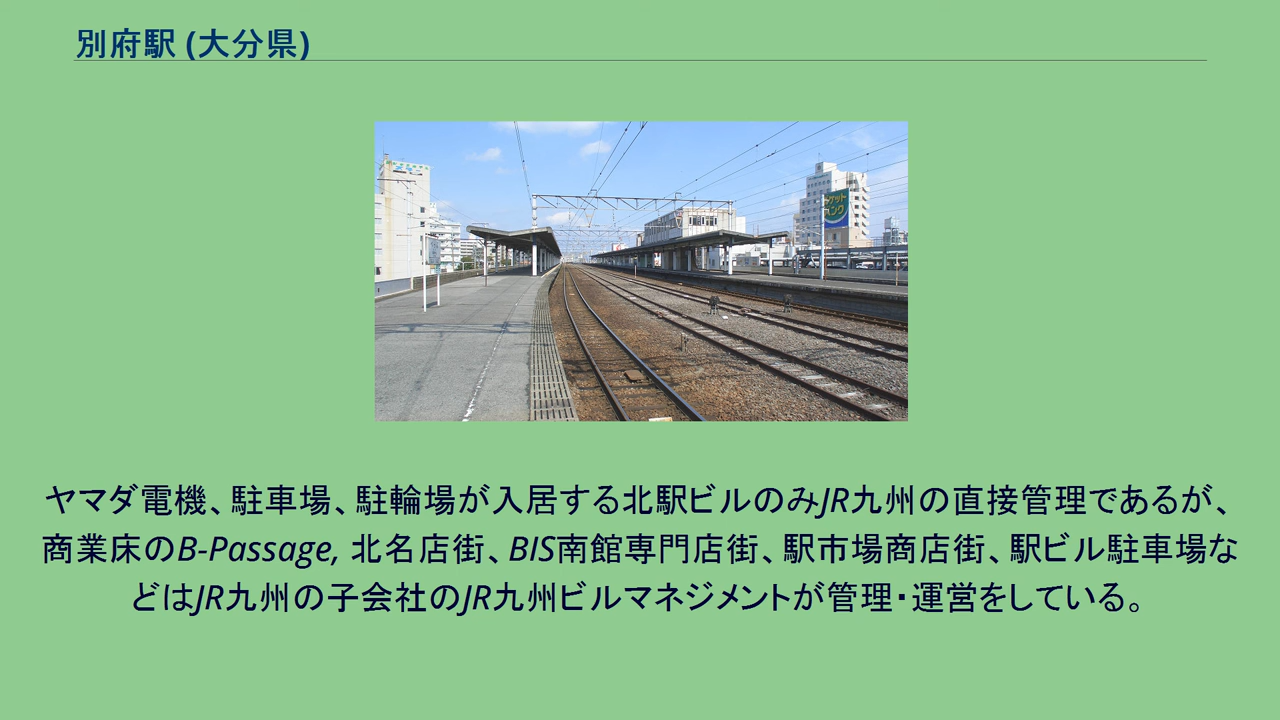 別府駅 (大分県)
ケット
ング
ヤマダ電機、駐車場、駐輪場が入居する北駅ビルのみJR九州の直接管理であるが、
商業床のB-Passage, 北名店街、BIS南館専門店街、駅市場商店街、駅ビル駐車場な
どはJR九州の子会社のJR九州ビルマネジメントが管理・運営をしている。